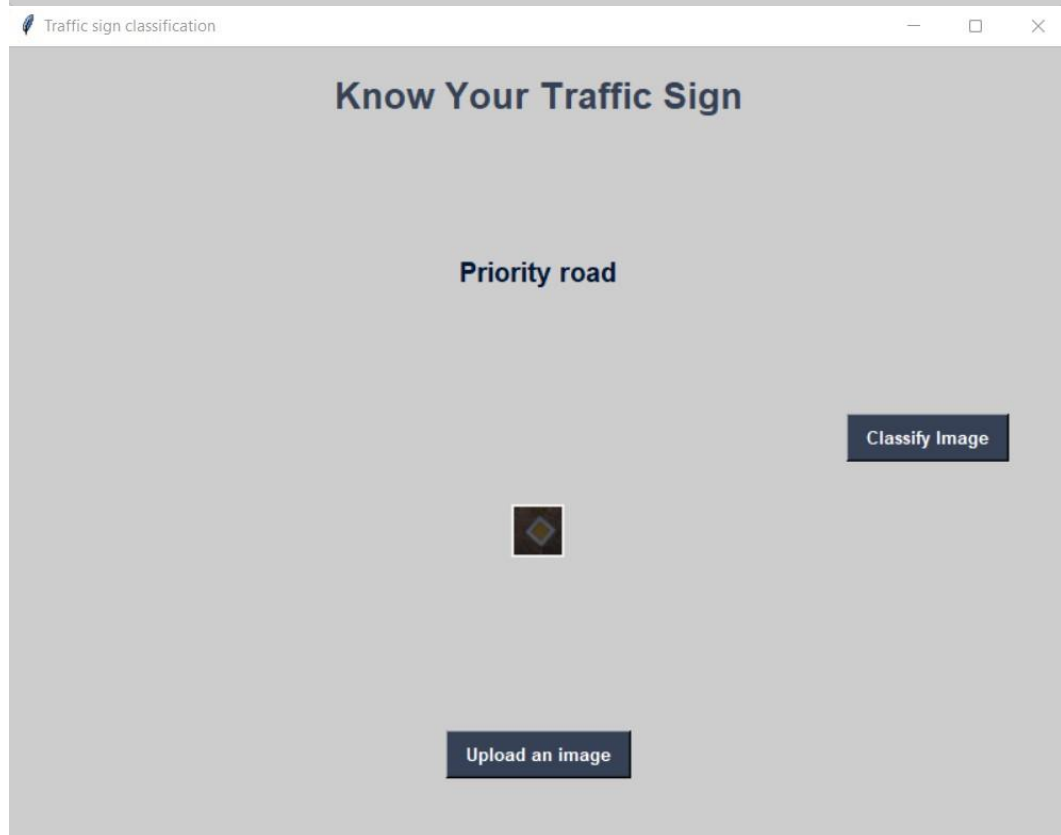 Traffic sign classification
Know Your Traffic Sign
Priority road
Classify Image
Upload an image